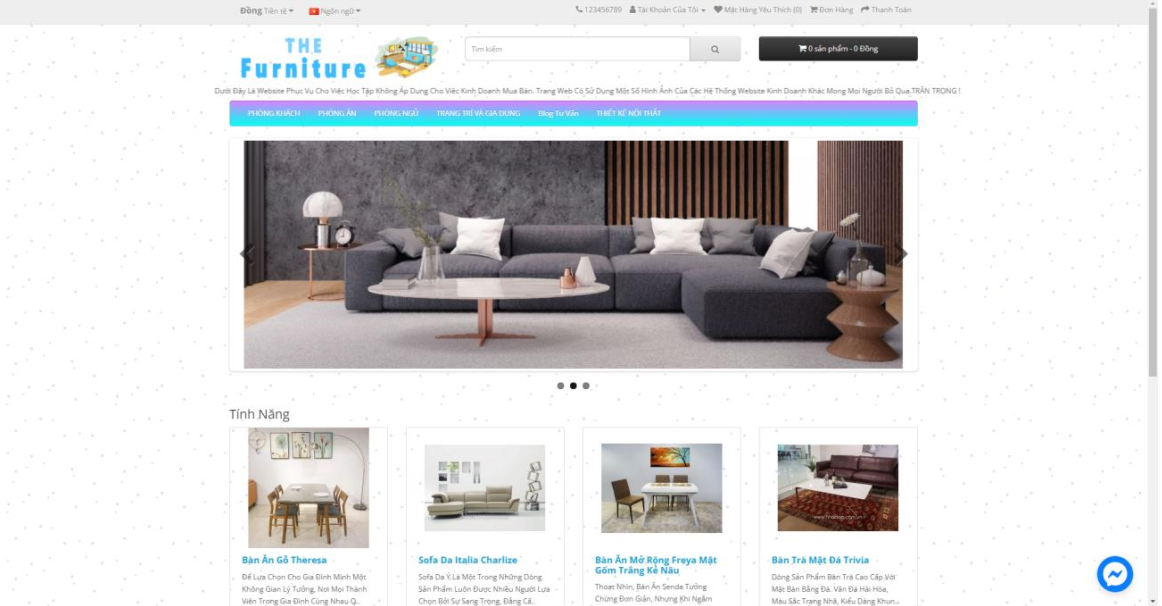 Đồng Tiền tệ
Ngôn ngữ
123456789
Tài Khoản Của Tôi
Mặt Hàng Yêu Thích (0)
Đơn Hàng
Thanh Toán
THE
Furniture
Tìm kiếm
0 sản phẩm - 0 Đồng
Dưới Đây Là Website Phục Vụ Cho Việc Học Tập Không Áp Dụng Cho Việc Kinh Doanh Mua Bán. Trang Web Có Sử Dụng Một Số Hình Ảnh Của Các Hệ Thống Website Kinh Doanh Khác Mong Mọi Người Bỏ Qua.TRÂN TRỌNG !
PHÒNG KHÁCH
PHÒNG ĂN
PHÒNG NGỦ
TRANG TRÍ VÀ GIA DỤNG
Blog Tư Vấn
THIẾT KẾ NỘI THẤT
Tính Năng
Bàn Ăn Gỗ Theresa
Để Lựa Chọn Cho Gia Đình Mình Một
Không Gian Lý Tưởng, Nơi Mọi Thành
Viên Trong Gia Đình Cùng Nhau Q..
Sofa Da Italia Charlize
Sofa Da Ý Là Một Trong Những Dòng
Sản Phẩm Luôn Được Nhiều Người Lựa
Chọn Bởi Sự Sang Trọng, Đẳng Cấ..
Bàn Ăn Mở Rộng Freya Mặt
Gốm Trắng Kẻ Nâu
Thoạt Nhìn, Bàn Ăn Senda Tưởng
Chừng Đơn Giản, Nhưng Khi Ngắm
Bàn Trà Mặt Đá Trivia
Dòng Sản Phẩm Bàn Trà Cao Cấp Với
Mặt Bàn Bằng Đá. Vân Đá Hài Hòa,
Màu Sắc Trang Nhã, Kiểu Dáng Khun..